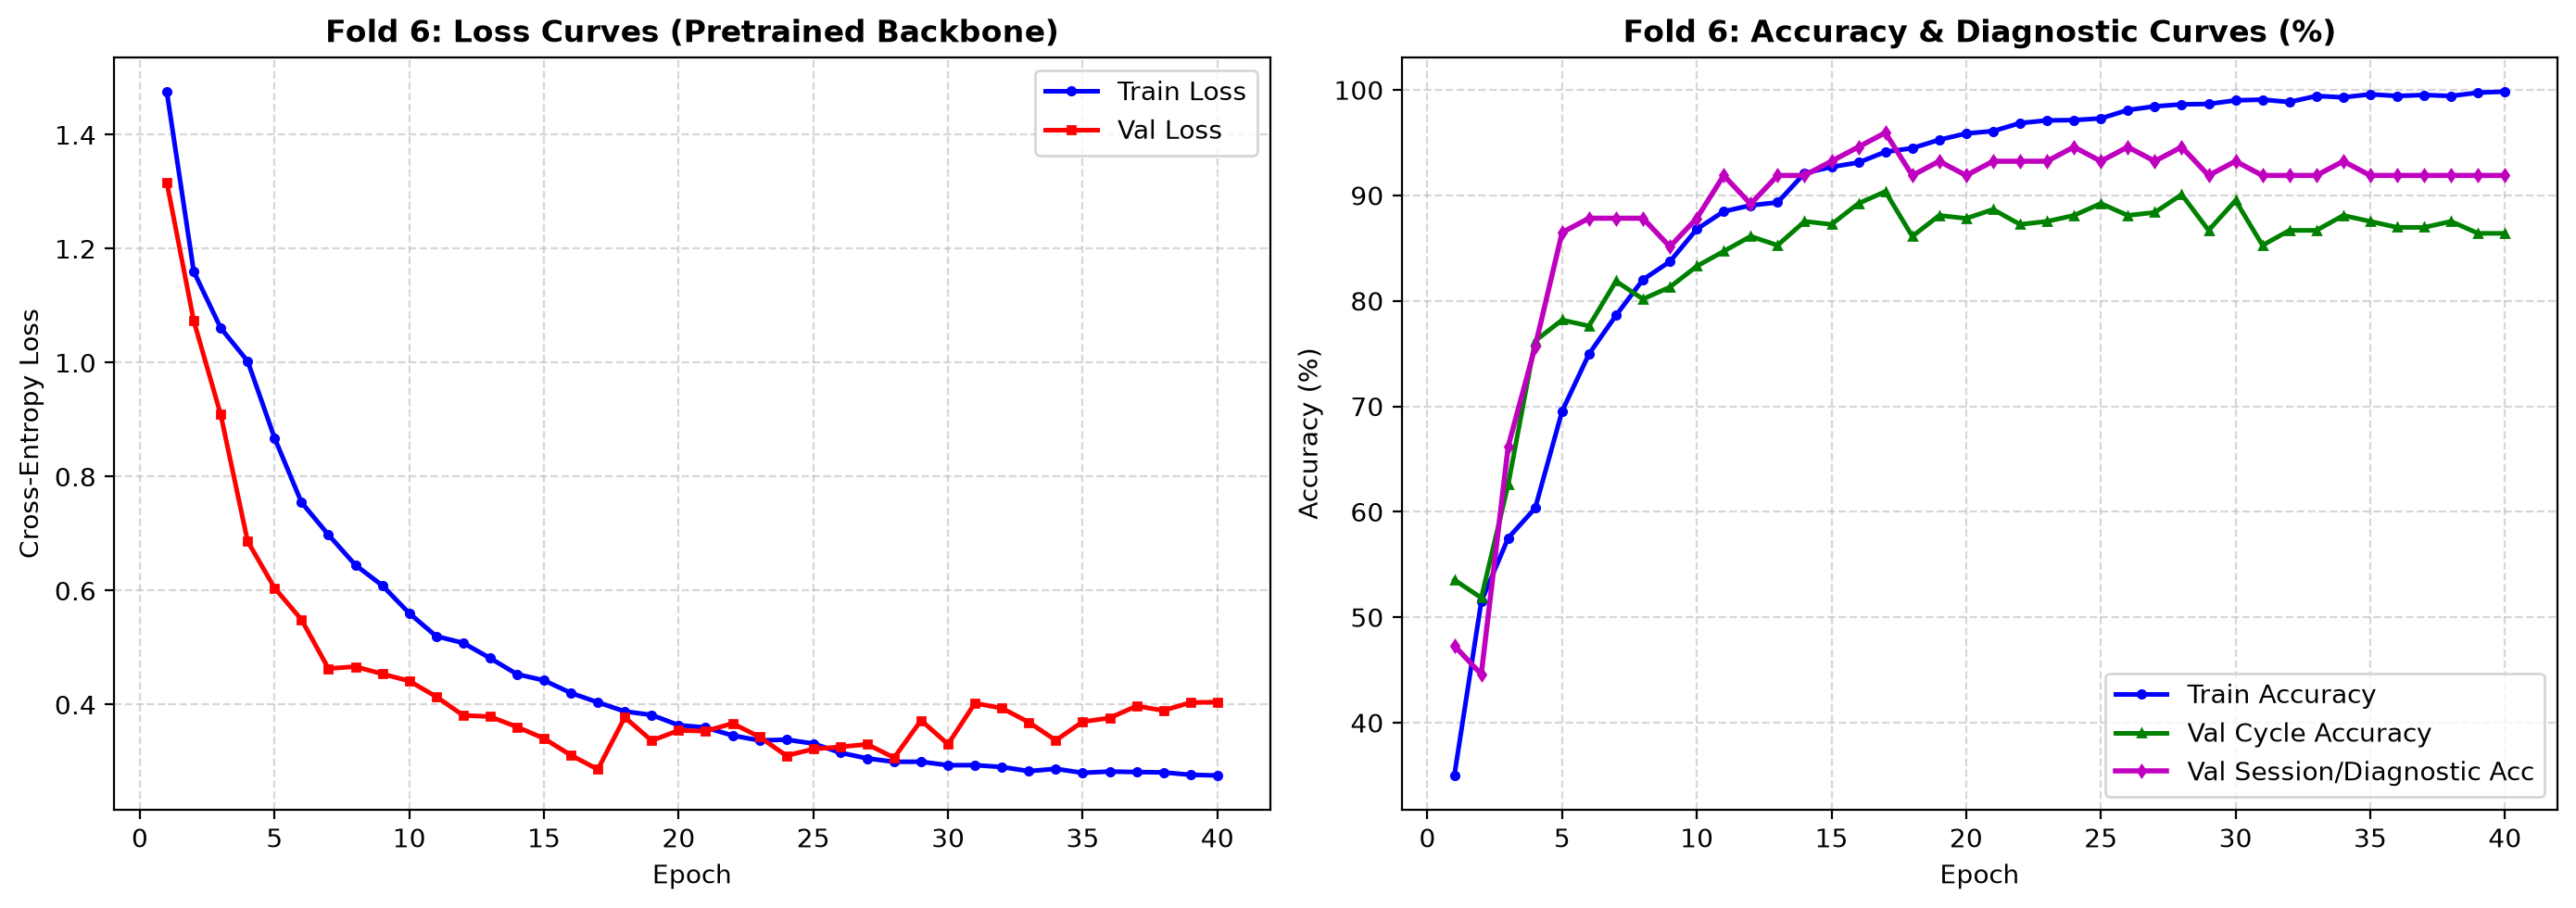 Fold 6: Loss Curves (Pretrained Backbone)
Train Loss
Val Loss
1.4
1.2
1.0
0.8
0.6
0.4
Cross-Entropy Loss
0 5 10 15 20 25 30 35 40
Epoch
Fold 6: Accuracy & Diagnostic Curves (%)
100
90
80
70
60
50
40
Accuracy (%)
Train Accuracy
Val Cycle Accuracy
Val Session/Diagnostic Acc
0 5 10 15 20 25 30 35 40
Epoch